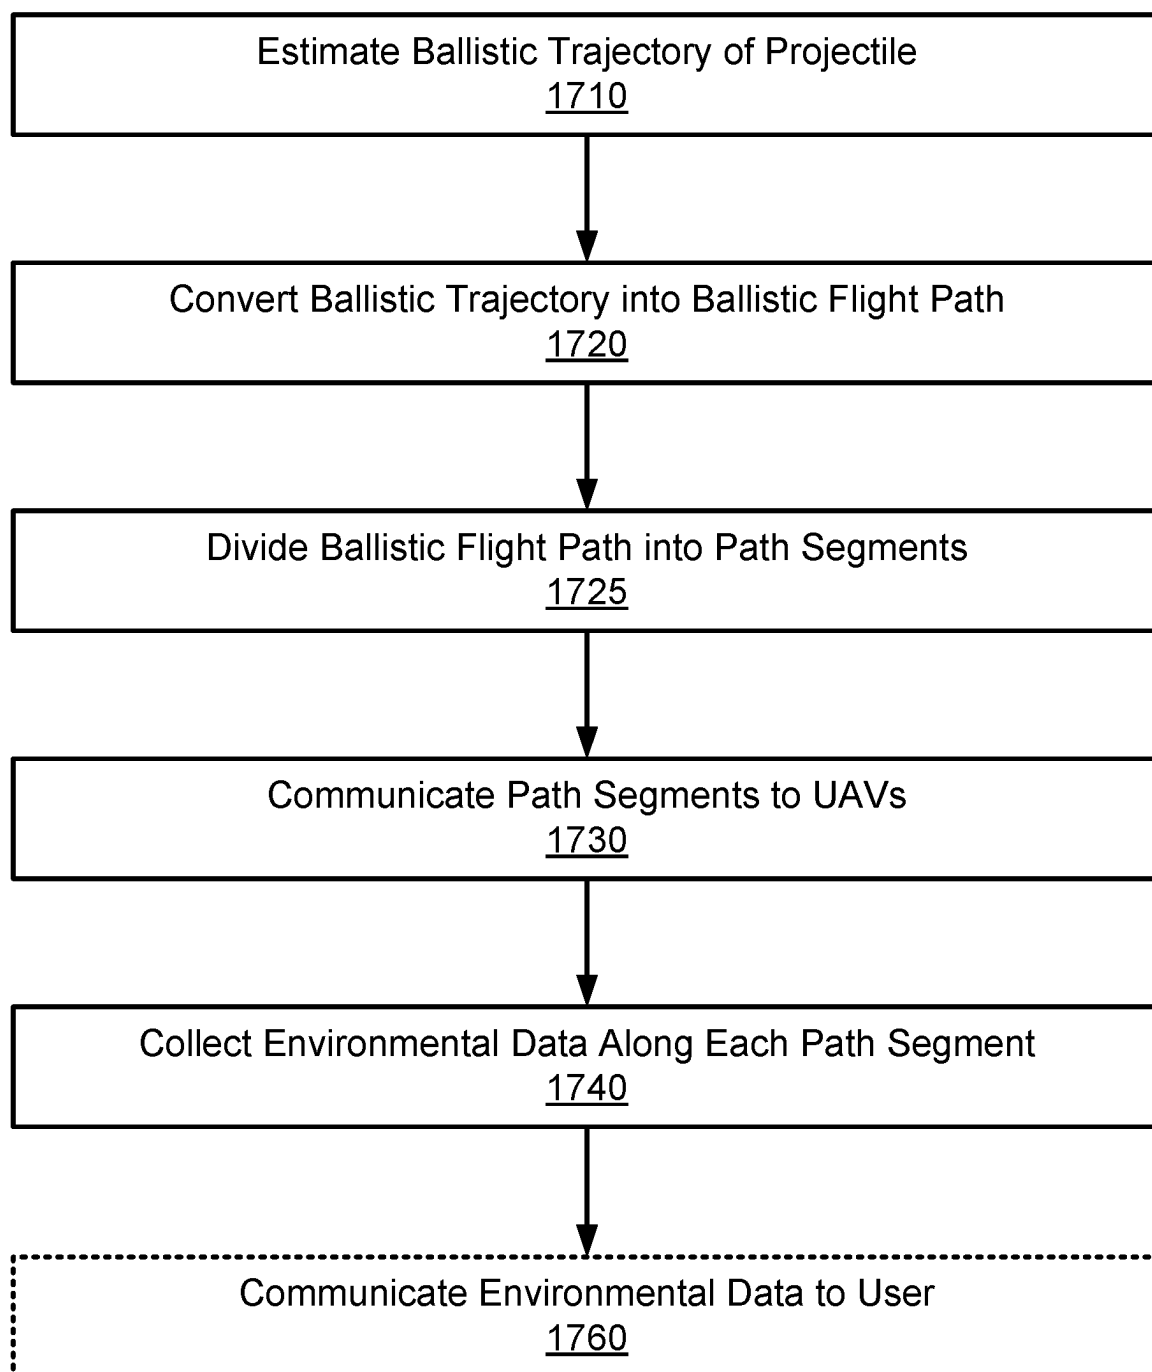 Estimate Ballistic Trajectory of Projectile
1710
Convert Ballistic Trajectory into Ballistic Flight Path
1720
Divide Ballistic Flight Path into Path Segments
1725
Communicate Path Segments to UAVs
1730
Collect Environmental Data Along Each Path Segment
1740
Communicate Environmental Data to User
1760